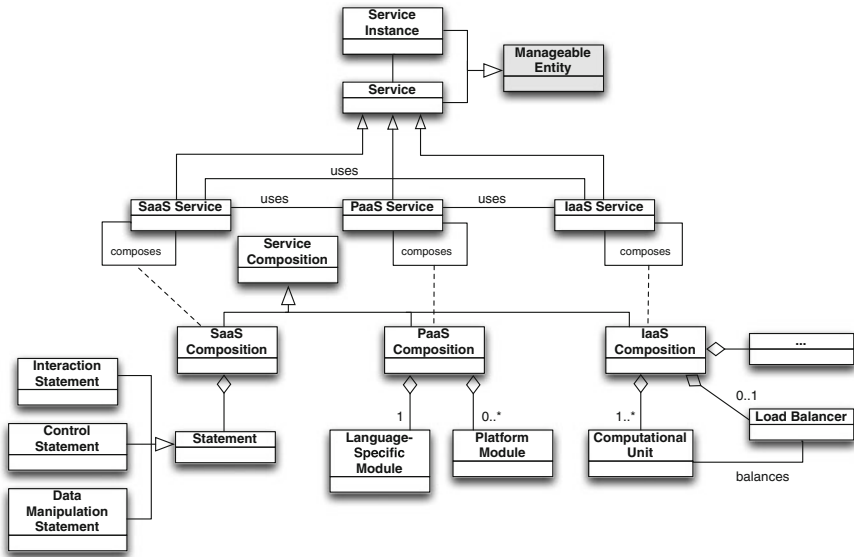 Service
Instance
Manageable
Entity
Service
uses
SaaS Service
uses
PaaS Service
uses
IaaS Service
composes
Service
Composition
composes
composes
SaaS
Composition
PaaS
Composition
IaaS
Composition
...
Interaction
Statement
0..1
1
0..*
1..*
Load Balancer
Control
Statement
Statement
Language-
Specific
Module
Platform
Module
Computational
Unit
balances
Data
Manipulation
Statement